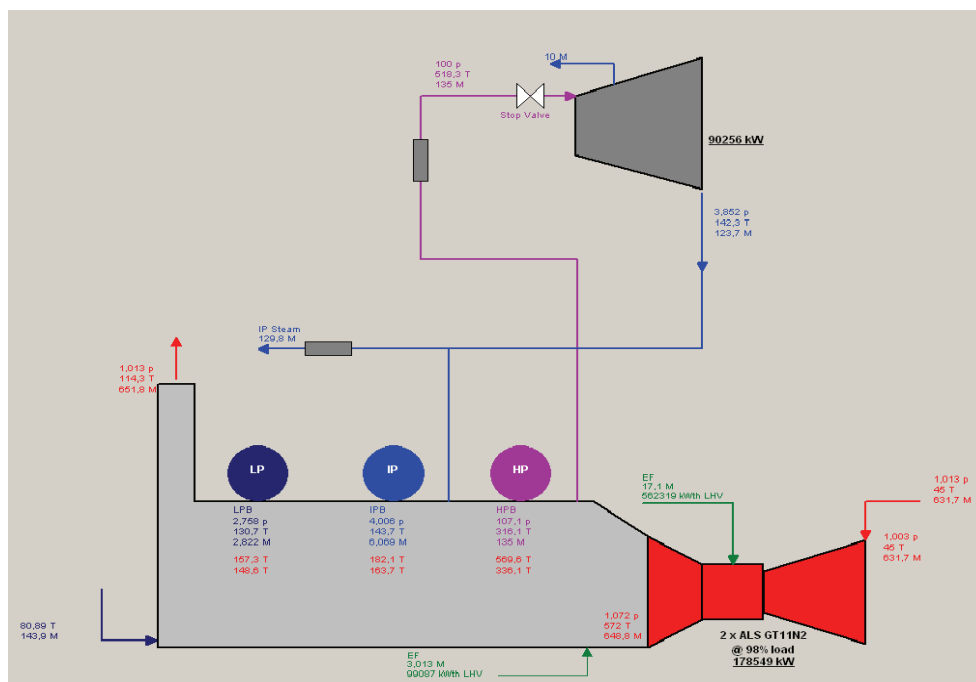 10 M
100 p
518,3 T
135 M
Stop Valve
90256 kW
3,852 p
142,3 T
123,7 M
IP Steam
129,8 M
1,013 p
114,3 T
651,8 M
LP
IP
HP
LPB
2,758 p
130,7 T
2,822 M
157,3 T
148,6 T
IPB
4,006 p
143,7 T
6,069 M
182,1 T
163,7 T
HPB
107,1 p
316,1 T
135 M
569,6 T
336,1 T
EF
17,1 M
562319 kWth LHV
1,013 p
45 T
631,7 M
1,003 p
45 T
631,7 M
1,072 p
572 T
648,8 M
2 x ALS GT11N2
@ 98% load
178549 kW
80,89 T
143,9 M
EF
3,013 M
99087 kWth LHV